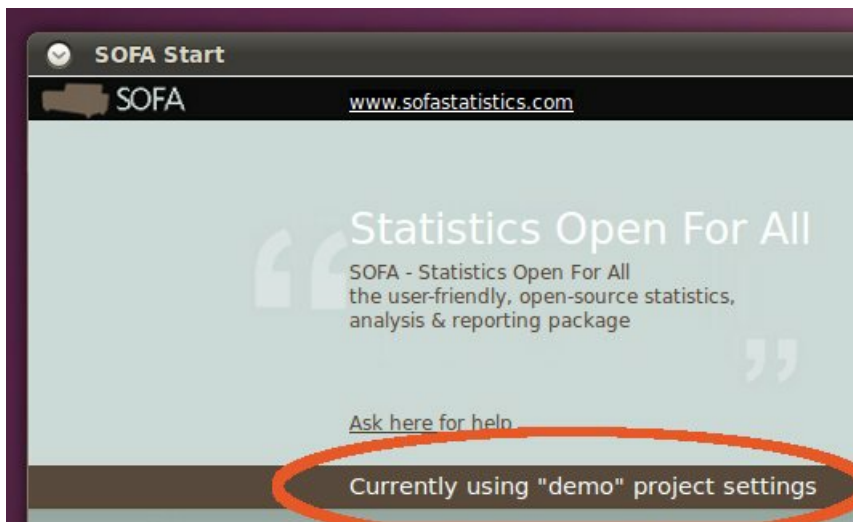 SOFA Start
SOFA
www.sofastatistics.com
Statistics Open For All
SOFA - Statistics Open For All
the user-friendly, open-source statistics,
analysis & reporting package
Ask here for help
Currently using "demo" project settings